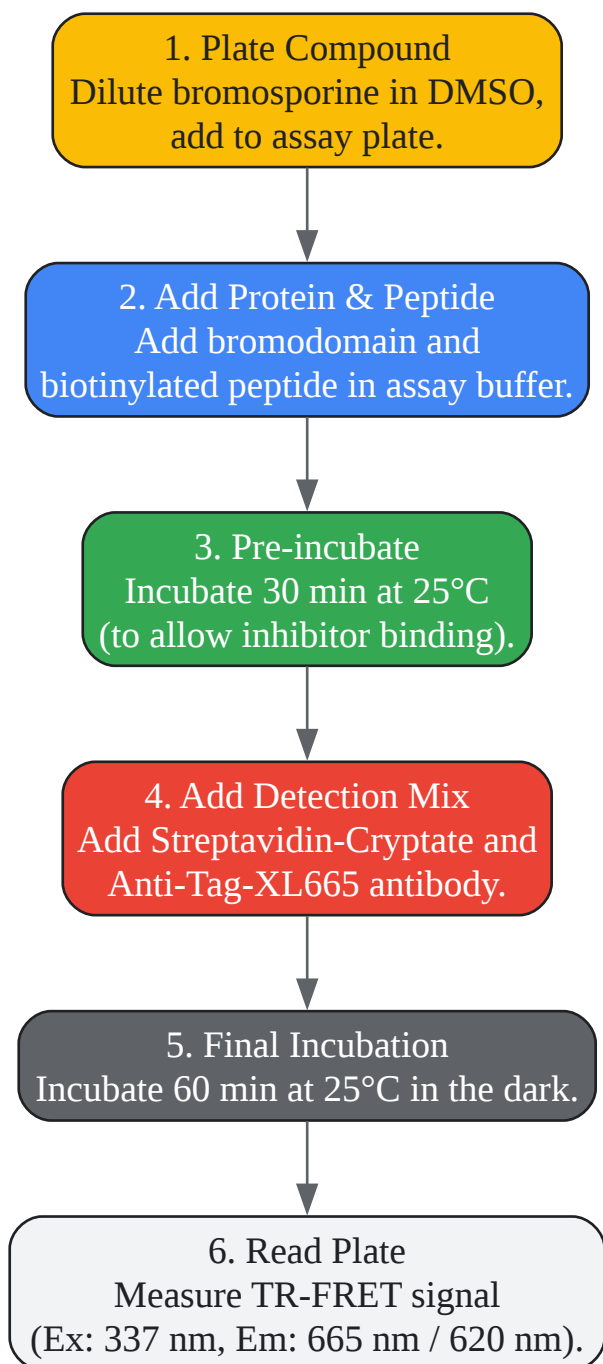 1. Plate Compound
Dilute bromosporine in DMSO,
add to assay plate.
2. Add Protein & Peptide
Add bromodomain and
biotinylated peptide in assay buffer.
3. Pre-incubate
Incubate 30 min at 25°C
(to allow inhibitor binding).
4. Add Detection Mix
Add Streptavidin-Cryptate and
Anti-Tag-XL665 antibody.
5. Final Incubation
Incubate 60 min at 25°C in the dark.
6. Read Plate
Measure TR-FRET signal
(Ex: 337 nm, Em: 665 nm / 620 nm).